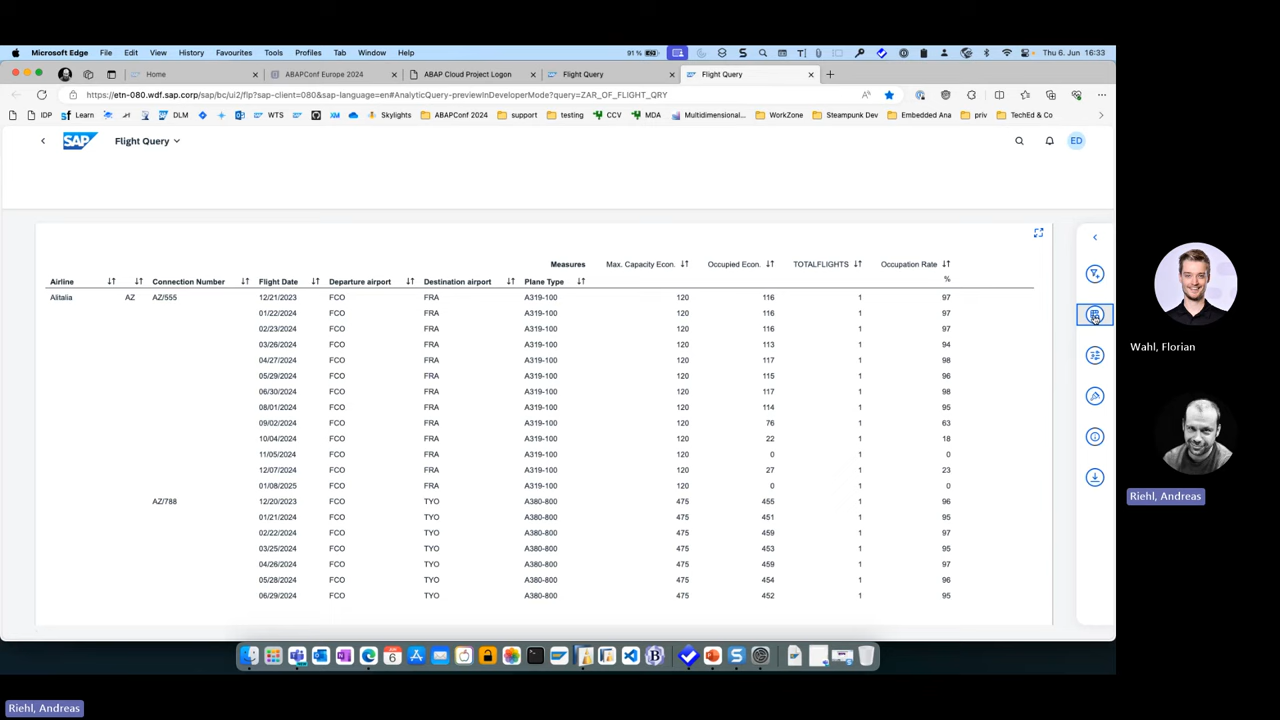 Microsoft Edge File Edit View History Favourites Tools Profiles Tab Window Help 91 % Thu 6. Jun 16:33
Home ABAPConf Europe 2024 ABAP Cloud Project Logon Flight Query Flight Query
https://etn-080.wdf.sap.corp/sap/bc/ui2/flp?sap-client=080&sap-language=en#AnalyticQuery-previewInDeveloperMode?query=ZAR_OF_FLIGHT_QRY
IDP Learn DLM WTS Skylights ABAPConf 2024 support testing CCV MDA Multidimensional... WorkZone Steampunk Dev Embedded Ana priv TechEd & Co
SAP Flight Query ED
Measures Max. Capacity Econ. Occupied Econ. TOTALFLIGHTS Occupation Rate
Airline Connection Number Flight Date Departure airport Destination airport Plane Type %
Alitalia AZ AZ/555 12/21/2023 FCO FRA A319-100 120 116 1 97
01/22/2024 FCO FRA A319-100 120 116 1 97
02/23/2024 FCO FRA A319-100 120 116 1 97
03/26/2024 FCO FRA A319-100 120 113 1 94
04/27/2024 FCO FRA A319-100 120 117 1 98
05/29/2024 FCO FRA A319-100 120 115 1 96
06/30/2024 FCO FRA A319-100 120 117 1 98
08/01/2024 FCO FRA A319-100 120 114 1 95
09/02/2024 FCO FRA A319-100 120 76 1 63
10/04/2024 FCO FRA A319-100 120 22 1 18
11/05/2024 FCO FRA A319-100 120 0 1 0
12/07/2024 FCO FRA A319-100 120 27 1 23
01/08/2025 FCO FRA A319-100 120 0 1 0
AZ/788 12/20/2023 FCO TYO A380-800 475 455 1 96
01/21/2024 FCO TYO A380-800 475 451 1 95
02/22/2024 FCO TYO A380-800 475 459 1 97
03/25/2024 FCO TYO A380-800 475 453 1 95
04/26/2024 FCO TYO A380-800 475 459 1 97
05/28/2024 FCO TYO A380-800 475 454 1 96
06/29/2024 FCO TYO A380-800 475 452 1 95
Wahl, Florian
Riehl, Andreas
Riehl, Andreas